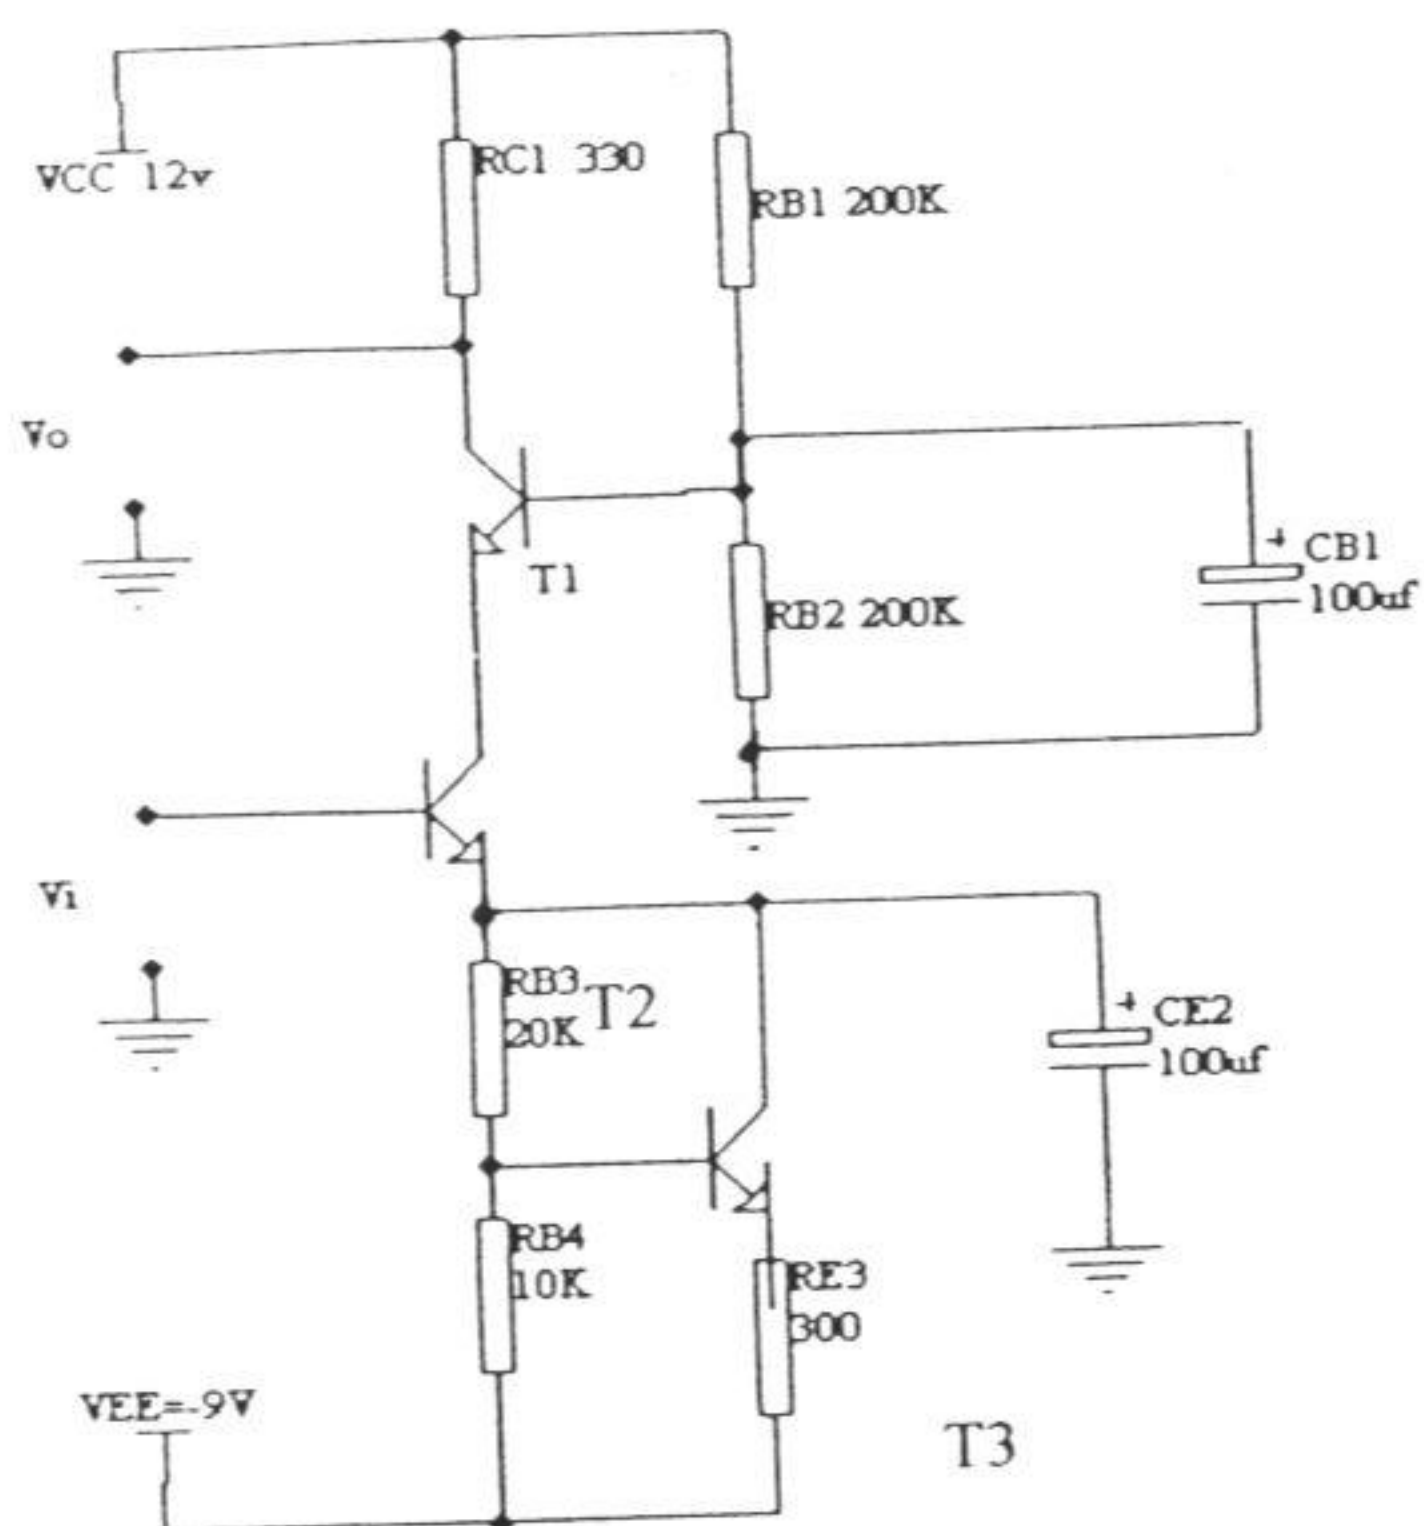 VCC 12v
RC1 330
RB1 200K
Vo
T1
CB1
100uf
RB2 200K
Vi
RB3
20K
T2
CE2
100uf
RB4
10K
RE3
300
VEE=-9V
T3